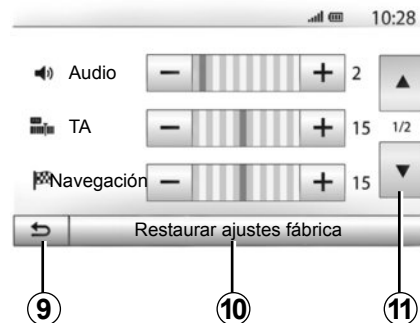 10:28
Audio − + 2 ▲
TA − + 15 1/2
Navegación − + 15 ▼
Restaurar ajustes fábrica
9 10 11